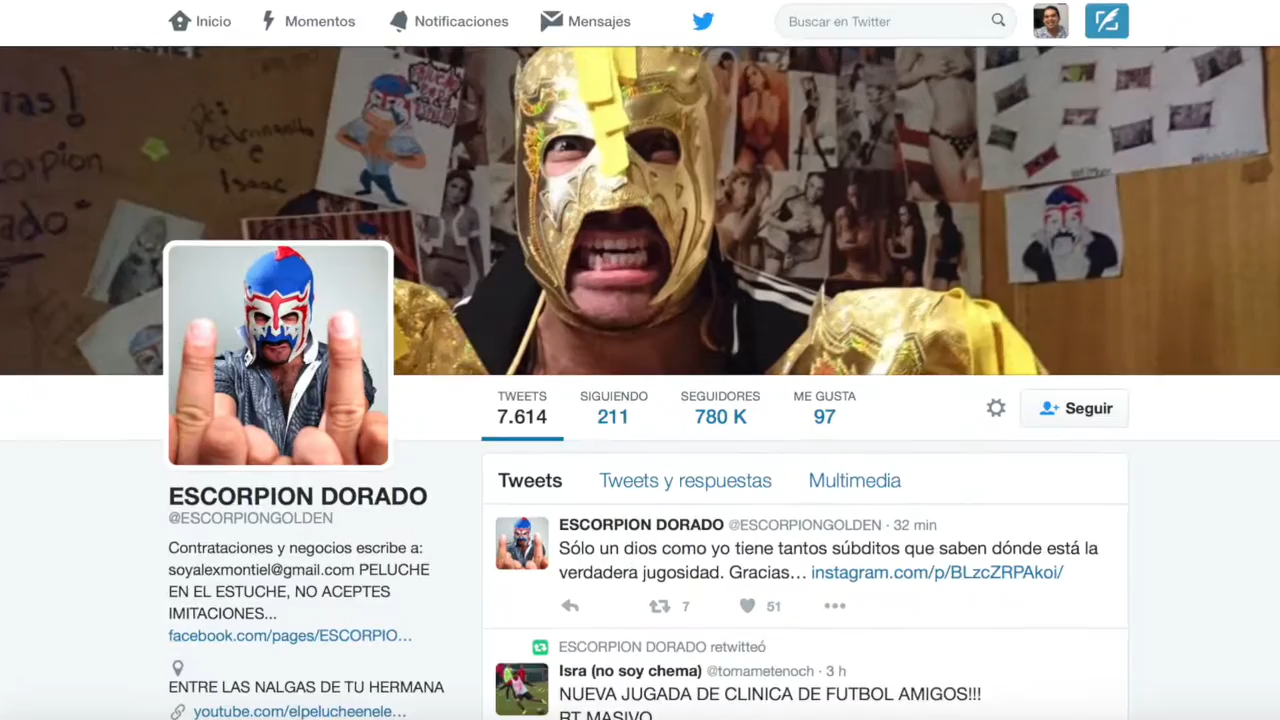 Inicio
Momentos
Notificaciones
Mensajes
Buscar en Twitter
TWEETS
7.614
SIGUIENDO
211
SEGUIDORES
780 K
ME GUSTA
97
Seguir
ESCORPION DORADO
@ESCORPIONGOLDEN
Contrataciones y negocios escribe a:
soyalexmontiel@gmail.com PELUCHE
EN EL ESTUCHE, NO ACEPTES
IMITACIONES...
facebook.com/pages/ESCORPIO…
ENTRE LAS NALGAS DE TU HERMANA
youtube.com/elpelucheenele…
Tweets
Tweets y respuestas
Multimedia
ESCORPION DORADO @ESCORPIONGOLDEN · 32 min
Sólo un dios como yo tiene tantos súbditos que saben dónde está la
verdadera jugosidad. Gracias… instagram.com/p/BLzcZRPAkoi/
7
51
ESCORPION DORADO retwitteó
Isra (no soy chema) @tomametenoch · 3 h
NUEVA JUGADA DE CLINICA DE FUTBOL AMIGOS!!!
RT MASIVO